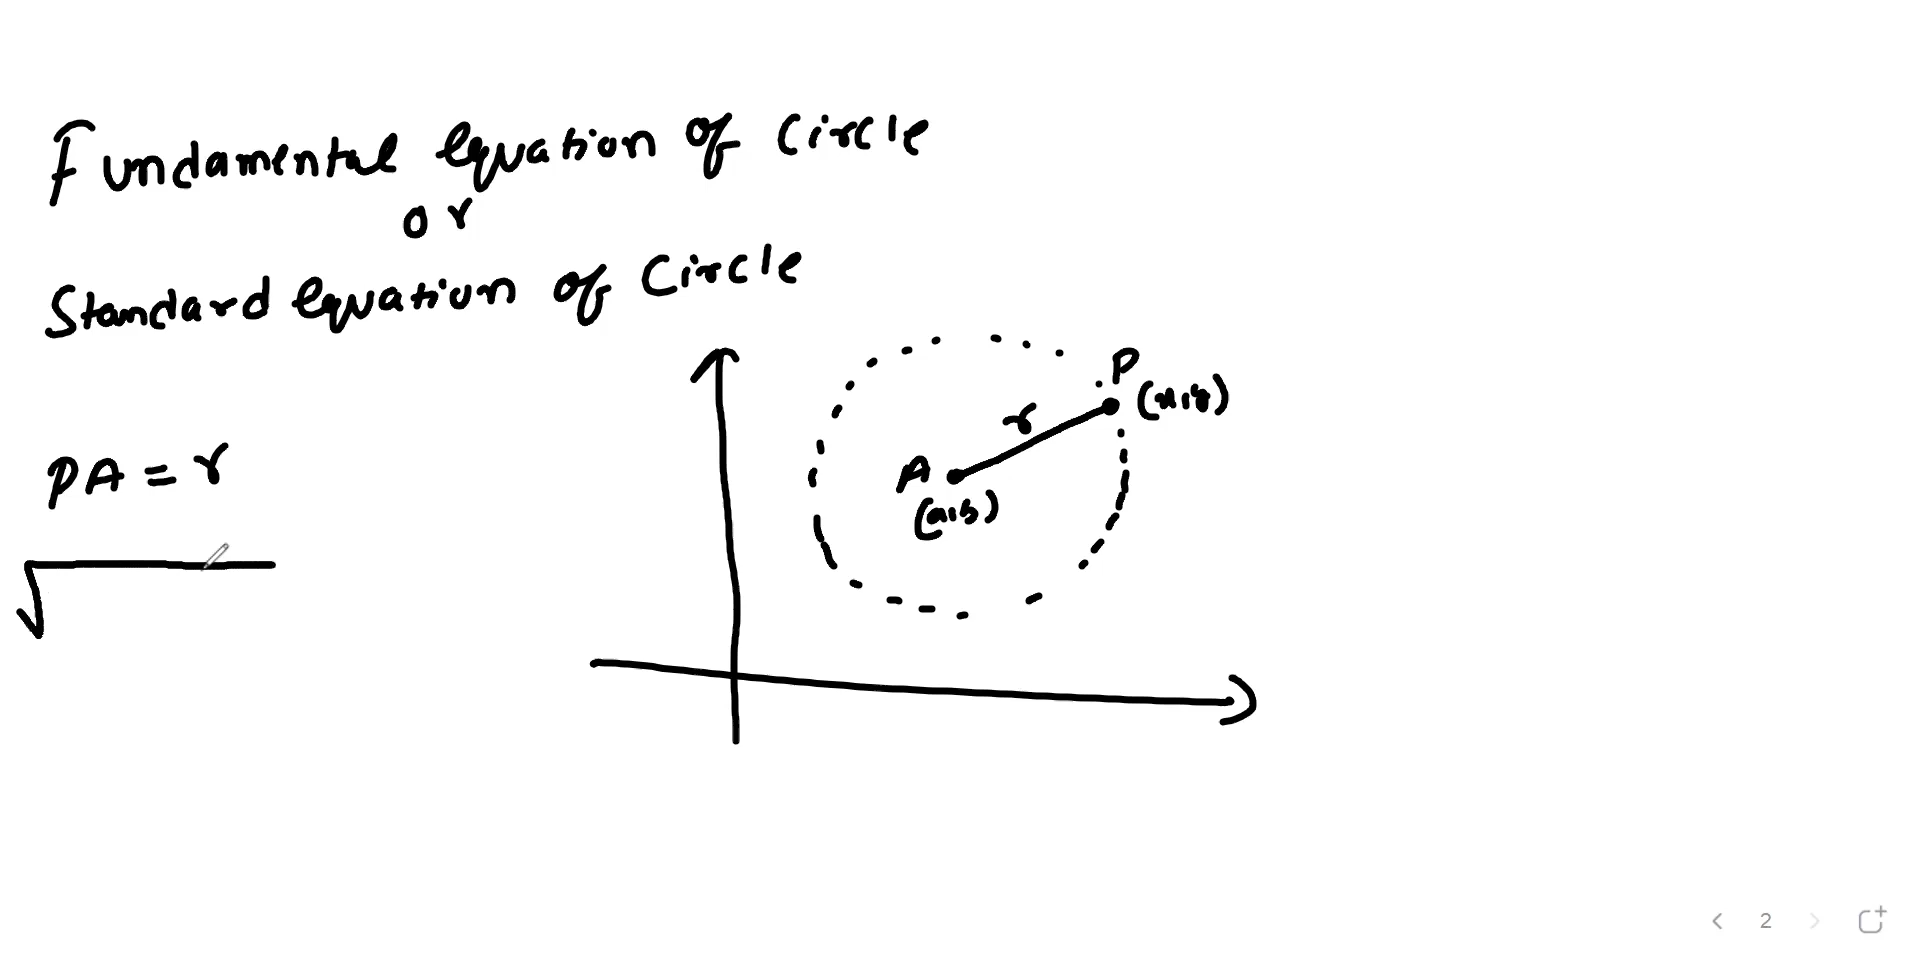 Fundamental equation of Circle
or
Standard equation of Circle
P
(x,y)
r
A
(a,b)
PA = r
√
2